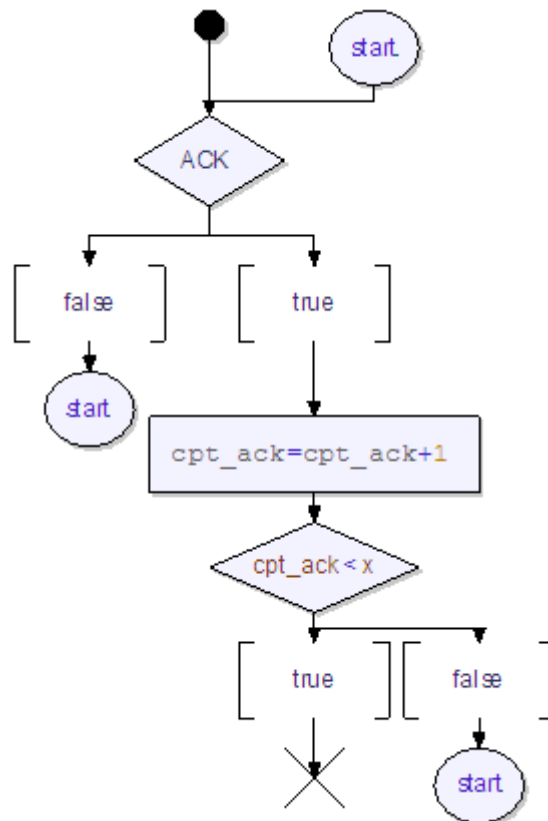 start.
ACK
false
true
start.
cpt_ack=cpt_ack+1
cpt_ack < x
true
false
start.